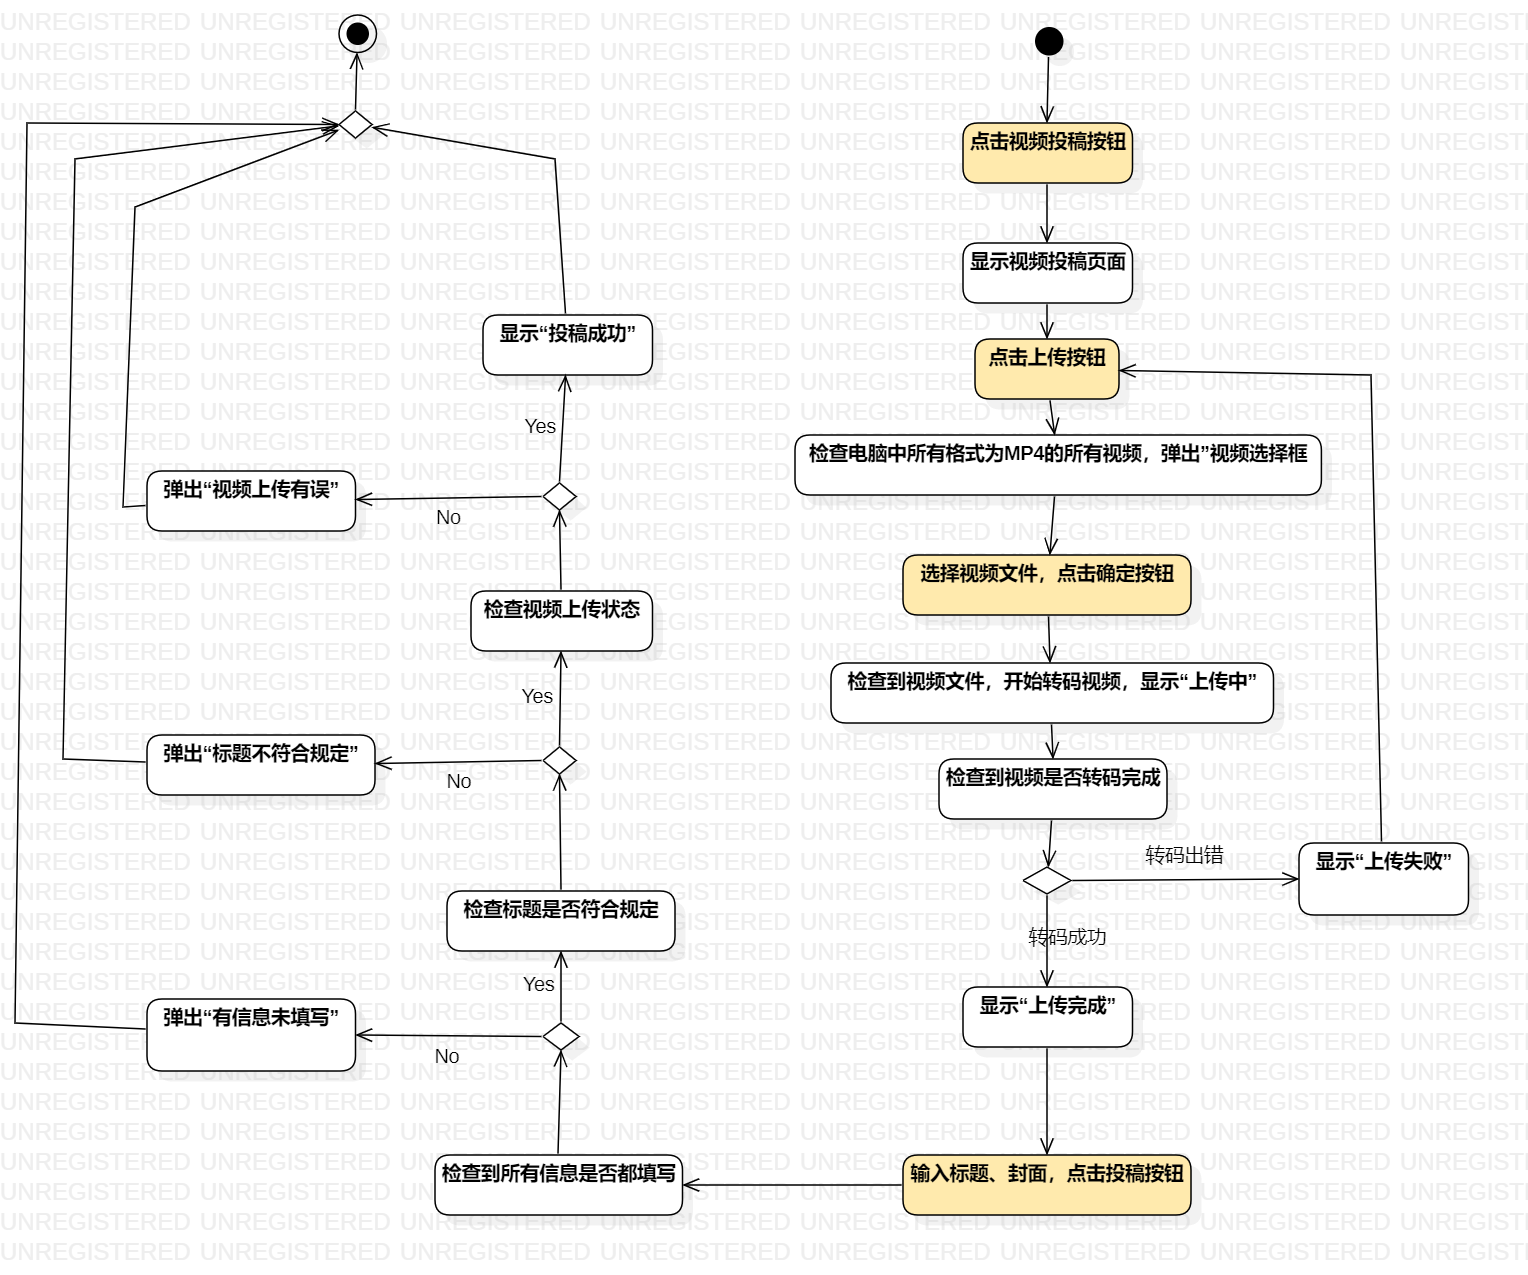 点击视频投稿按钮
显示视频投稿页面
点击上传按钮
检查电脑中所有格式为MP4的所有视频，弹出”视频选择框
选择视频文件，点击确定按钮
检查到视频文件，开始转码视频，显示“上传中”
检查到视频是否转码完成
转码出错
显示“上传失败”
转码成功
显示“上传完成”
输入标题、封面，点击投稿按钮
检查到所有信息是否都填写
No
弹出“有信息未填写”
Yes
检查标题是否符合规定
No
弹出“标题不符合规定”
Yes
检查视频上传状态
No
弹出“视频上传有误”
Yes
显示“投稿成功”
UNREGISTERED